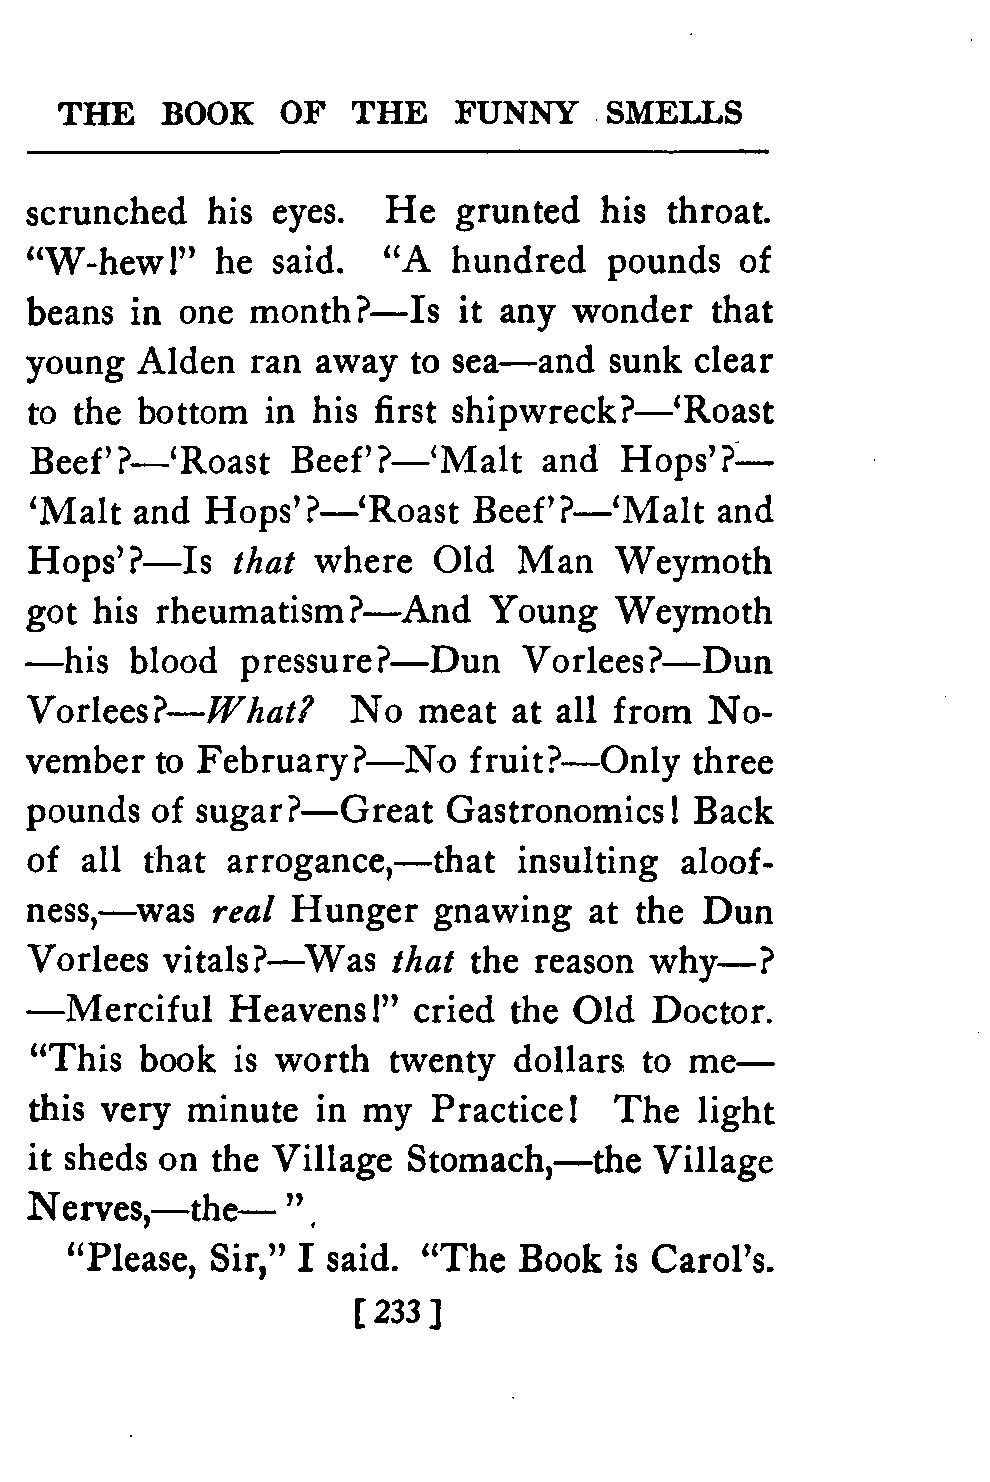 THE BOOK OF THE FUNNY SMELLS
scrunched his eyes. He grunted his throat.
“W-hew!” he said. “A hundred pounds of
beans in one month?—Is it any wonder that
young Alden ran away to sea—and sunk clear
to the bottom in his first shipwreck?—‘Roast
Beef’?—‘Roast Beef’?—‘Malt and Hops’?—
‘Malt and Hops’?—‘Roast Beef’?—‘Malt and
Hops’?—Is that where Old Man Weymoth
got his rheumatism?—And Young Weymoth
—his blood pressure?—Dun Vorlees?—Dun
Vorlees?—What? No meat at all from No-
vember to February?—No fruit?—Only three
pounds of sugar?—Great Gastronomics! Back
of all that arrogance,—that insulting aloof-
ness,—was real Hunger gnawing at the Dun
Vorlees vitals?—Was that the reason why—?
—Merciful Heavens!” cried the Old Doctor.
“This book is worth twenty dollars to me—
this very minute in my Practice! The light
it sheds on the Village Stomach,—the Village
Nerves,—the— ”
“Please, Sir,” I said. “The Book is Carol’s.
[ 233 ]